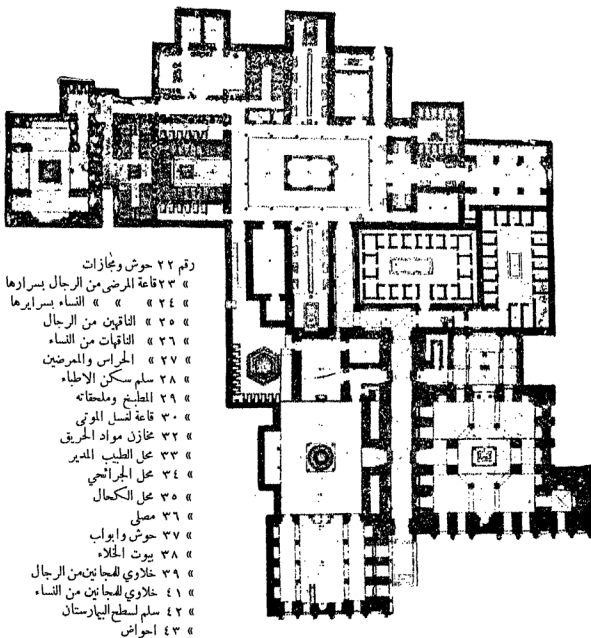 رقم ٢٢ حوش ومجازات
» ٢٣ قاعة المرضى من الرجال بسرارها
» ٢٤ » » » النساء بسرايرها
» ٢٥ » الناقهين من الرجال
» ٢٦ » الناقهات من النساء
» ٢٧ » الحراس والممرضين
» ٢٨ سلم سكن الاطباء
» ٢٩ المطبخ وملحقاته
» ٣٠ قاعة لغسل الموتى
» ٣٢ مخازن مواد الحريق
» ٣٣ محل الطبيب المدير
» ٣٤ محل الجرائحي
» ٣٥ محل الكحال
» ٣٦ مصلى
» ٣٧ حوش وابواب
» ٣٨ بيوت الخلاء
» ٣٩ خلاوي للمجانين من الرجال
» ٤١ خلاوي للمجانين من النساء
» ٤٢ سلم لسطح البيمارستان
» ٤٣ احواض